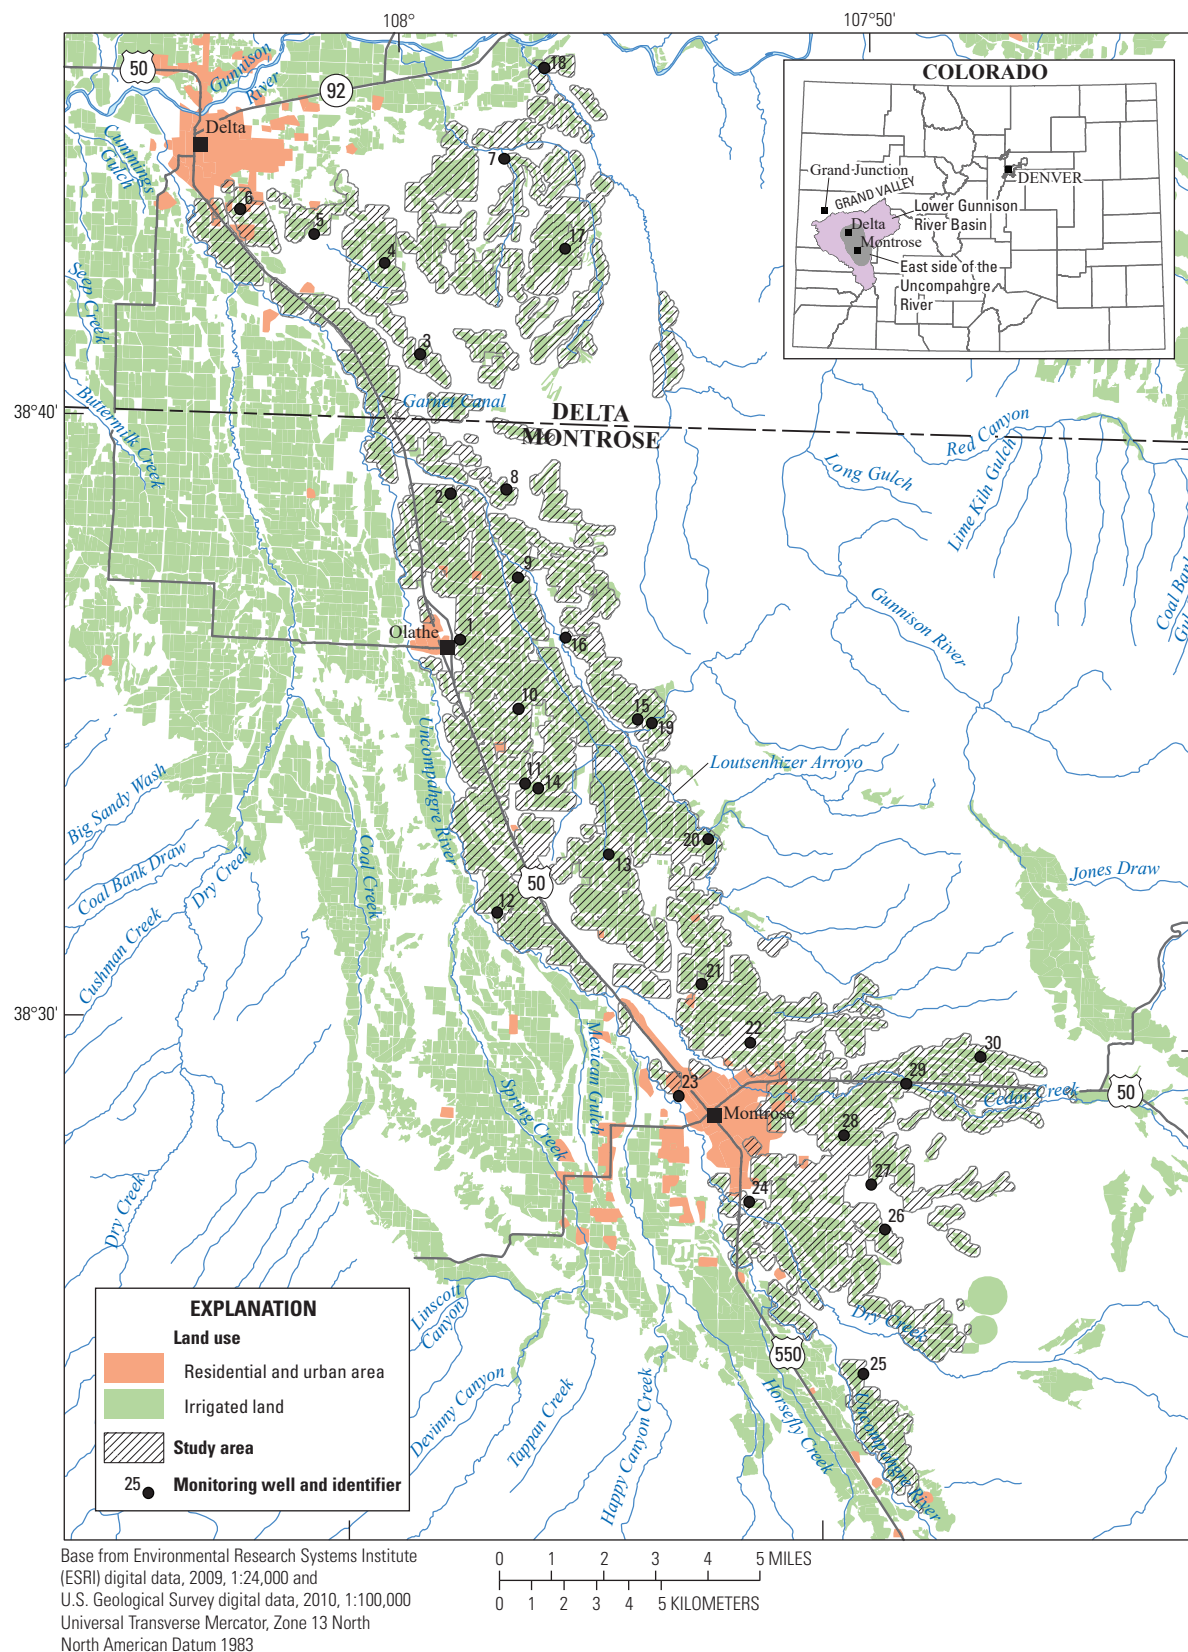 108°
107°50'
50
Gunnison
River
92
18
Delta
Cummings
Gulch
7
6
5
4
17
3
Seep Creek
COLORADO
Grand Junction
GRAND VALLEY
DENVER
Lower Gunnison
River Basin
Delta
Montrose
East side of the
Uncompahgre
River
38°40'
Garnet Canal
DELTA
MONTROSE
Buttermilk Creek
Red Canyon
Long Gulch
Lime Kiln Gulch
2
8
9
Coal Bank
Gunnison River
Olathe
1
16
10
15
19
Uncompahgre River
11
14
Loutsenhizer Arroyo
Big Sandy Wash
20
Coal Bank Draw
Dry Creek
Coal Creek
13
50
Jones Draw
12
Cushman Creek
21
38°30'
22
30
29
Mexican Gulch
23
Cedar Creek
50
Montrose
Spring Creek
28
27
24
26
Dry Creek
Linscott
Canyon
Dry Creek
550
25
Devinny Canyon
Tappan Creek
Happy Canyon Creek
Horsefly Creek
Uncompahgre River
EXPLANATION
Land use
Residential and urban area
Irrigated land
Study area
25
Monitoring well and identifier
Base from Environmental Research Systems Institute
(ESRI) digital data, 2009, 1:24,000 and
U.S. Geological Survey digital data, 2010, 1:100,000
Universal Transverse Mercator, Zone 13 North
North American Datum 1983
0 1 2 3 4 5 MILES
0 1 2 3 4 5 KILOMETERS